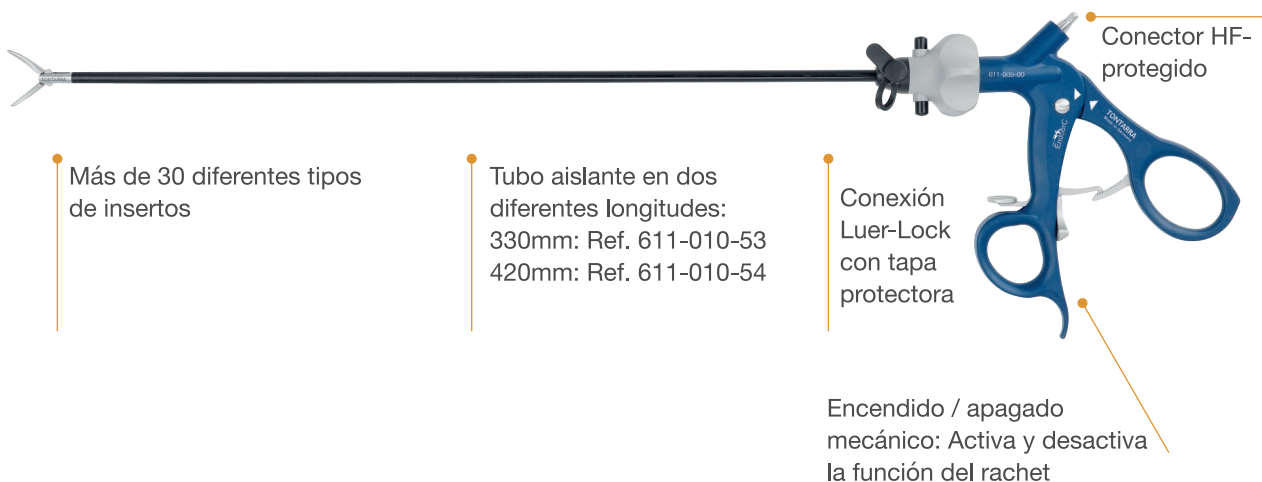 Conector HF-
protegido
611-005-00
TONTARRA
TONTARRA
EndoxC
Más de 30 diferentes tipos
de insertos
Tubo aislante en dos
diferentes longitudes:
330mm: Ref. 611-010-53
420mm: Ref. 611-010-54
Conexión
Luer-Lock
con tapa
protectora
Encendido / apagado
mecánico: Activa y desactiva
la función del rachet